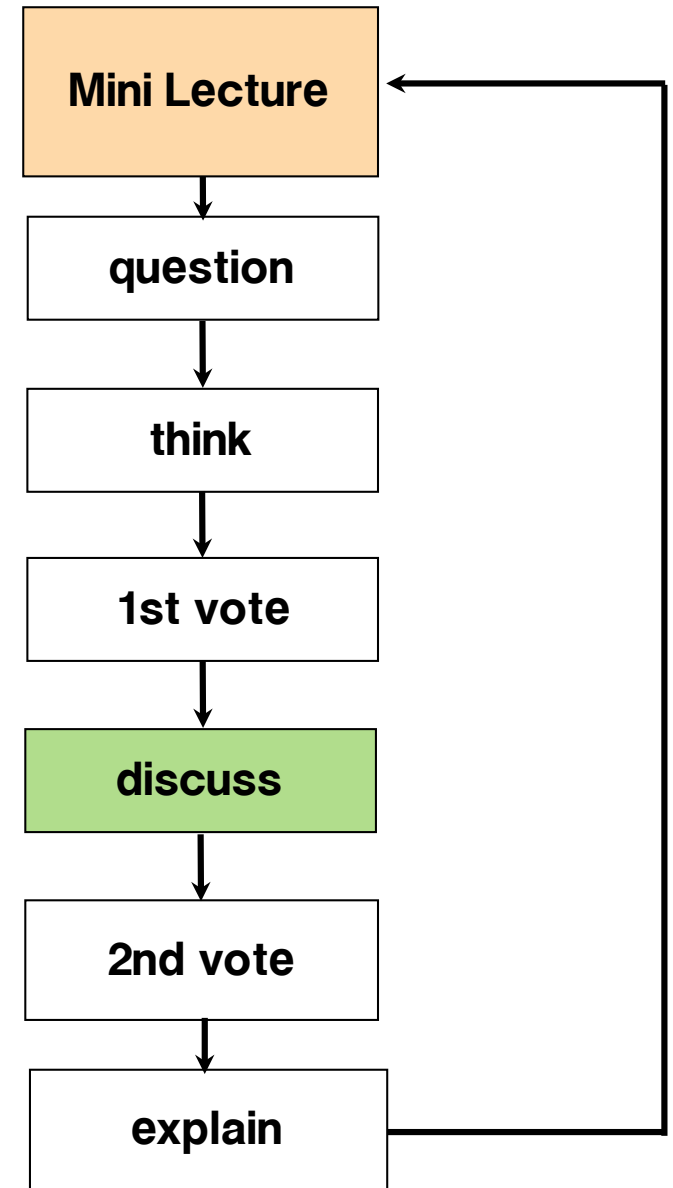 Mini Lecture
question
think
1st vote
discuss
2nd vote
explain